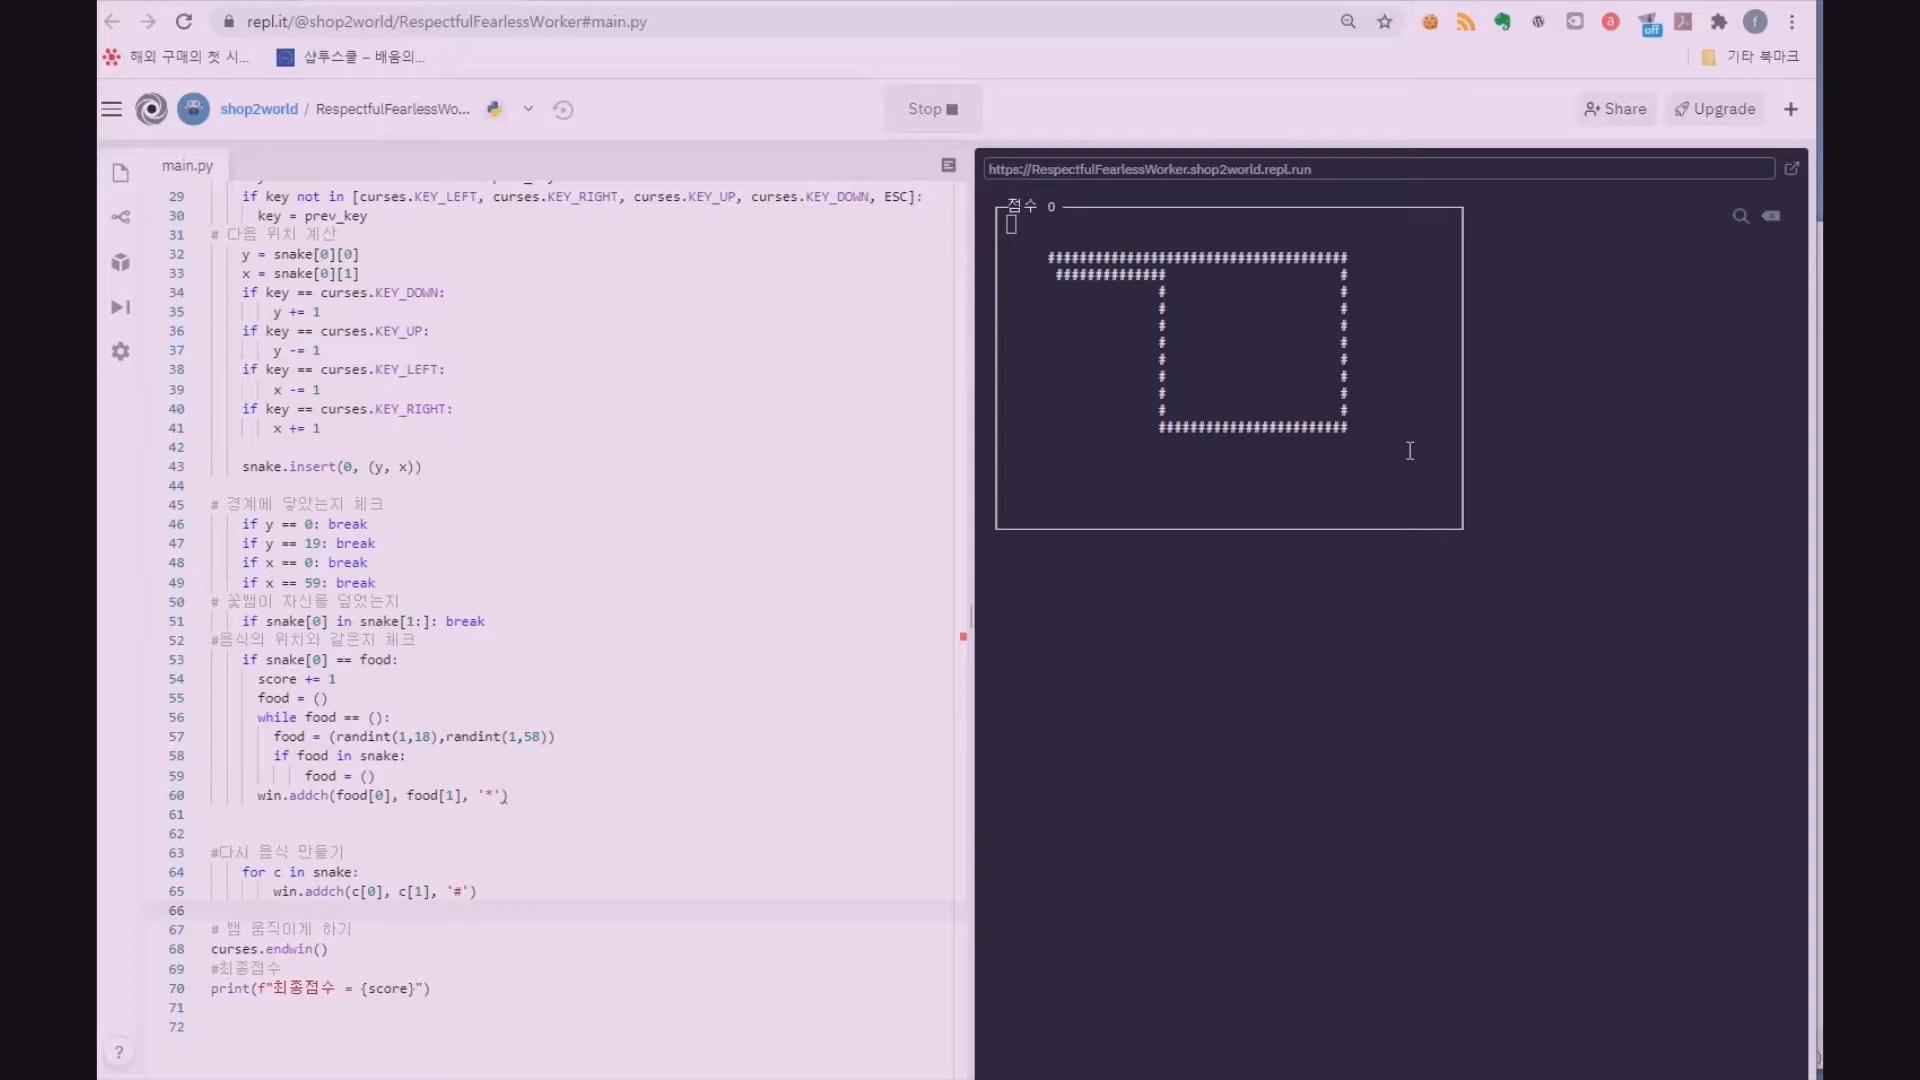 repl.it/@shop2world/RespectfulFearlessWorker#main.py
off
f
해외 구매의 첫 시...
샵투스쿨 – 배움의...
기타 북마크
shop2world / RespectfulFearlessWo...
Stop
Share
Upgrade
main.py
https://RespectfulFearlessWorker.shop2world.repl.run
29 if key not in [curses.KEY_LEFT, curses.KEY_RIGHT, curses.KEY_UP, curses.KEY_DOWN, ESC]:
30 key = prev_key
31 # 다음 위치 계산
32 y = snake[0][0]
33 x = snake[0][1]
34 if key == curses.KEY_DOWN:
35 y += 1
36 if key == curses.KEY_UP:
37 y -= 1
38 if key == curses.KEY_LEFT:
39 x -= 1
40 if key == curses.KEY_RIGHT:
41 x += 1
42
43 snake.insert(0, (y, x))
44
45 # 경계에 닿았는지 체크
46 if y == 0: break
47 if y == 19: break
48 if x == 0: break
49 if x == 59: break
50 # 꽃뱀이 자신을 덮었는지
51 if snake[0] in snake[1:]: break
52 #음식의 위치와 같은지 체크
53 if snake[0] == food:
54 score += 1
55 food = ()
56 while food == ():
57 food = (randint(1,18),randint(1,58))
58 if food in snake:
59 food = ()
60 win.addch(food[0], food[1], '*')
61
62
63 #다시 음식 만들기
64 for c in snake:
65 win.addch(c[0], c[1], '#')
66
67 # 뱀 움직이게 하기
68 curses.endwin()
69 #최종점수
70 print(f"최종점수 = {score}")
71
72
?
점수 0